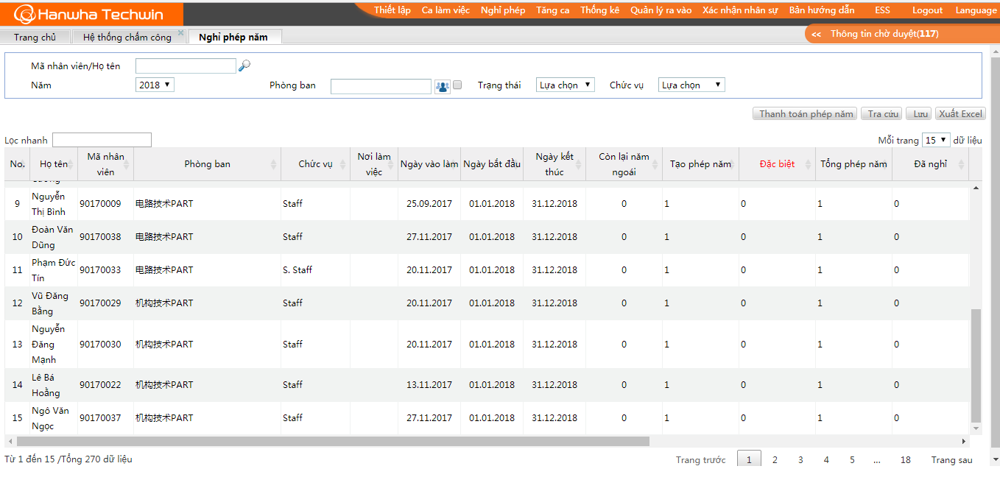 Hanwha Techwin
Thiết lập Ca làm việc Nghỉ phép Tăng ca Thống kê Quản lý ra vào Xác nhận nhân sự Bản hướng dẫn ESS Logout Language
Trang chủ Hệ thống chấm công Nghỉ phép năm
<< Thông tin chờ duyệt(117)
Mã nhân viên/Họ tên
Năm 2018 Phòng ban Trạng thái Lựa chọn Chức vụ Lựa chọn
Thanh toán phép năm Tra cứu Lưu Xuất Excel
Lọc nhanh Mỗi trang 15 dữ liệu
No. Họ tên Mã nhân viên Phòng ban Chức vụ Nơi làm việc Ngày vào làm Ngày bắt đầu Ngày kết thúc Còn lại năm ngoái Tạo phép năm Đặc biệt Tổng phép năm Đã nghỉ
9 Nguyễn Thị Bình 90170009 电路技术PART Staff 25.09.2017 01.01.2018 31.12.2018 0 1 0 1 0
10 Đoàn Văn Dũng 90170038 电路技术PART Staff 27.11.2017 01.01.2018 31.12.2018 0 1 0 1 0
11 Phạm Đức Tín 90170033 电路技术PART S. Staff 20.11.2017 01.01.2018 31.12.2018 0 1 0 1 0
12 Vũ Đăng Bằng 90170029 机构技术PART Staff 20.11.2017 01.01.2018 31.12.2018 0 1 0 1 0
13 Nguyễn Đăng Mạnh 90170030 机构技术PART Staff 20.11.2017 01.01.2018 31.12.2018 0 1 0 1 0
14 Lê Bá Hoằng 90170022 机构技术PART Staff 13.11.2017 01.01.2018 31.12.2018 0 1 0 1 0
15 Ngô Văn Ngọc 90170037 机构技术PART Staff 27.11.2017 01.01.2018 31.12.2018 0 1 0 1 0
Từ 1 đến 15 /Tổng 270 dữ liệu Trang trước 1 2 3 4 5 ... 18 Trang sau